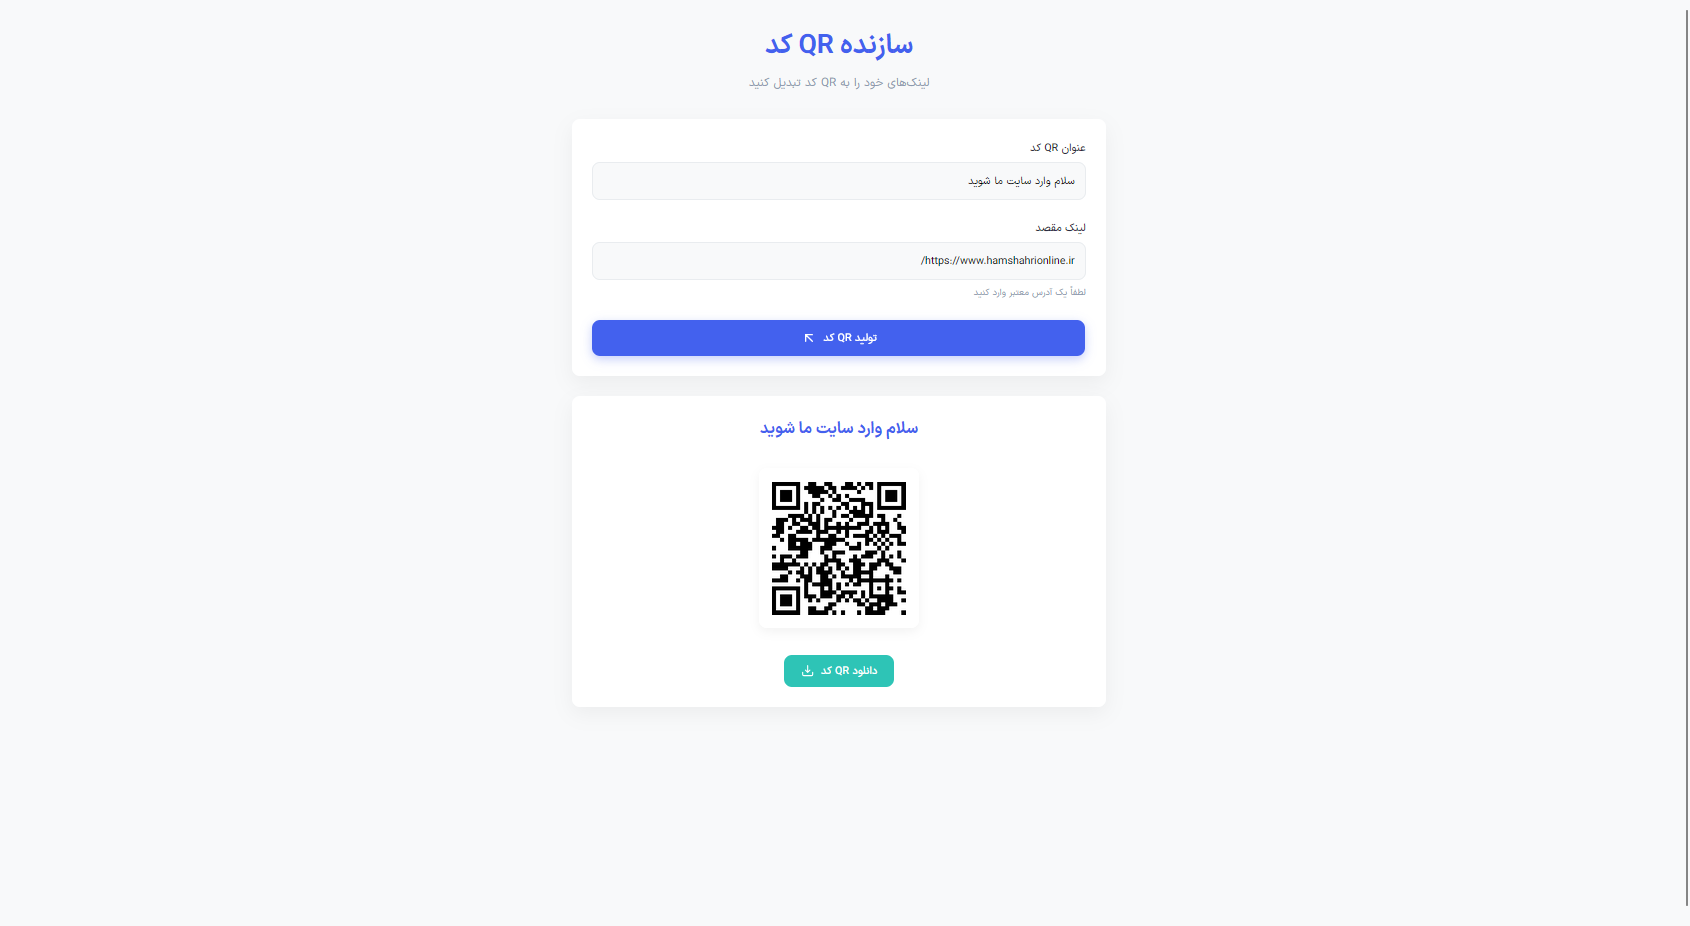 سازنده QR کد
لینک‌های خود را به QR کد تبدیل کنید
عنوان QR کد
سلام وارد سایت ما شوید
لینک مقصد
https://www.hamshahrionline.ir/
لطفاً یک آدرس معتبر وارد کنید
تولید QR کد
سلام وارد سایت ما شوید
دانلود QR کد